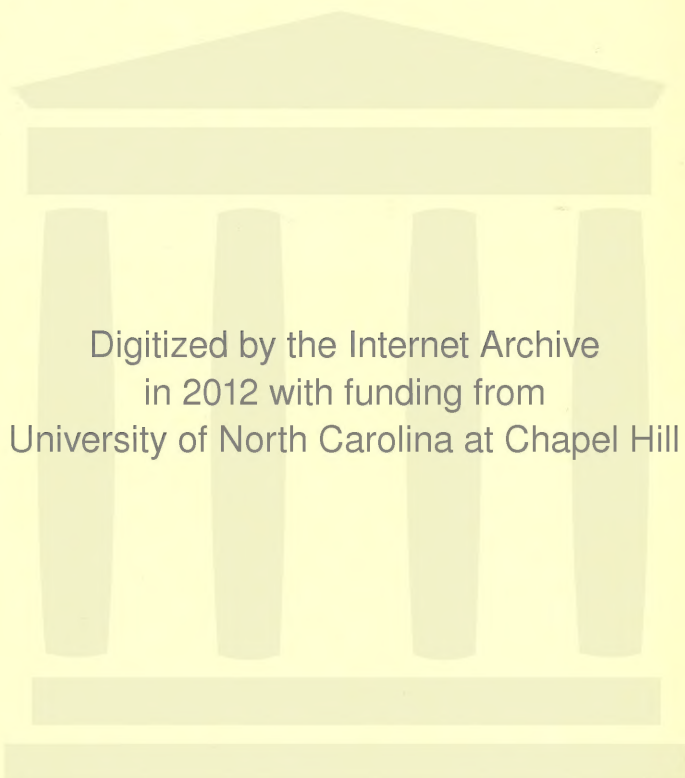 Digitized by the Internet Archive
in 2012 with funding from
University of North Carolina at Chapel Hill